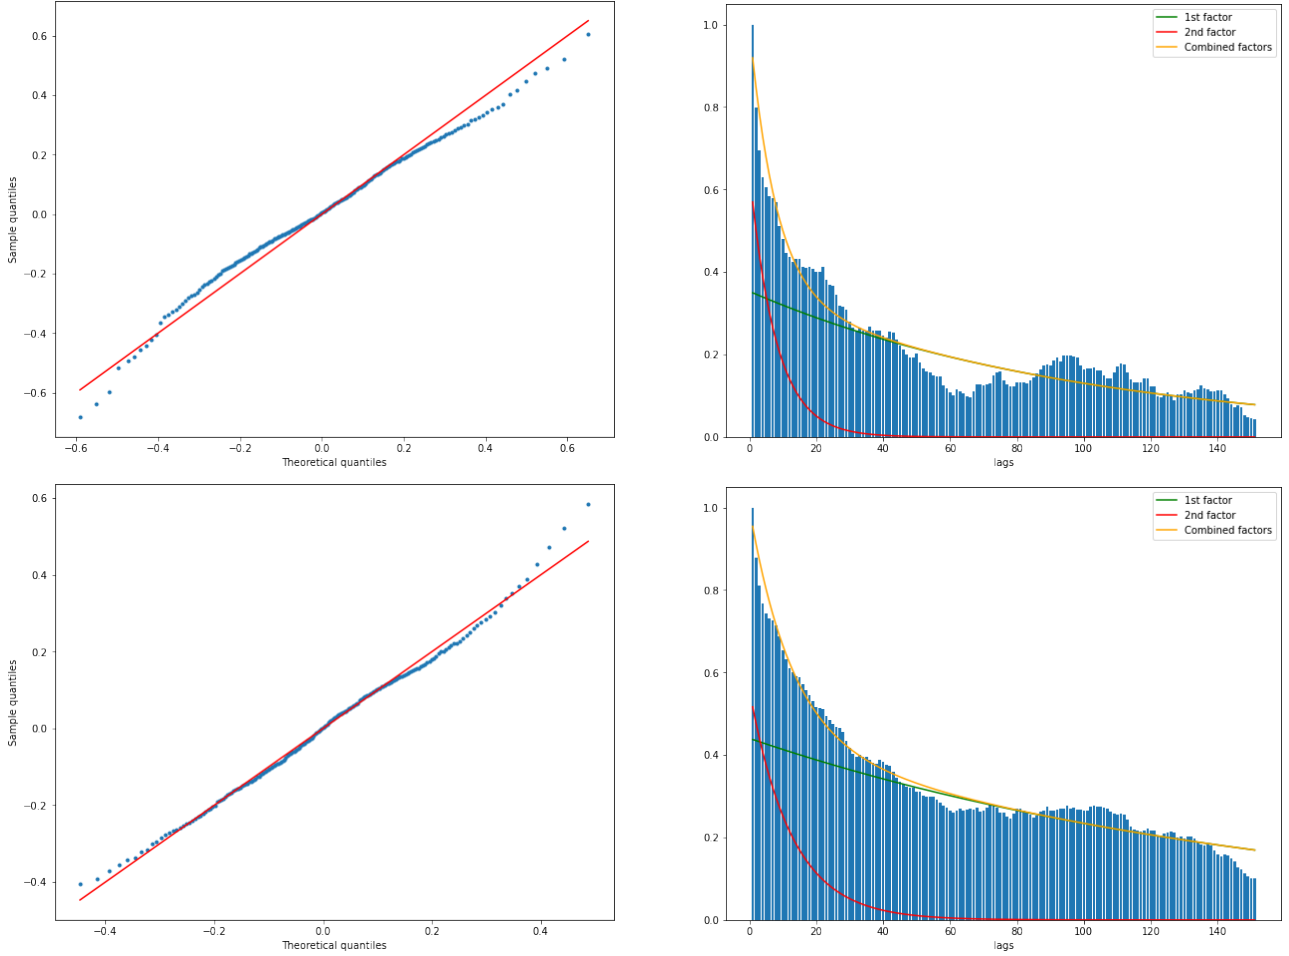 0.6
0.4
0.2
0.0
−0.2
−0.4
−0.6
Sample quantiles
−0.6 −0.4 −0.2 0.0 0.2 0.4 0.6
Theoretical quantiles
1.0
0.8
0.6
0.4
0.2
0.0
0 20 40 60 80 100 120 140
lags
1st factor
2nd factor
Combined factors
0.6
0.4
0.2
0.0
−0.2
−0.4
Sample quantiles
−0.4 −0.2 0.0 0.2 0.4
Theoretical quantiles
1.0
0.8
0.6
0.4
0.2
0.0
0 20 40 60 80 100 120 140
lags
1st factor
2nd factor
Combined factors